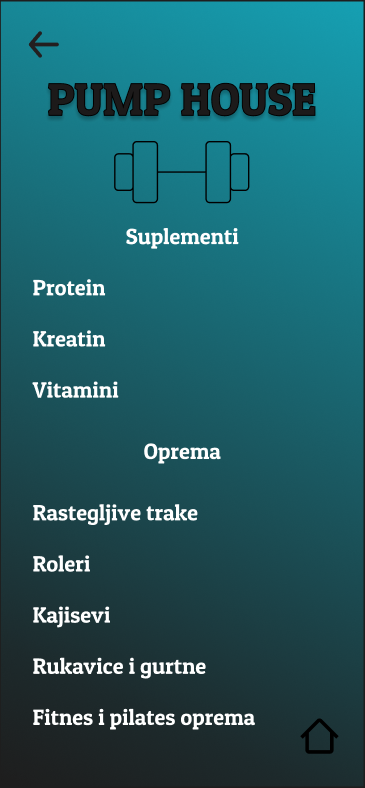 PUMP HOUSE
Suplementi
Protein
Kreatin
Vitamini
Oprema
Rastegljive trake
Roleri
Kajisevi
Rukavice i gurtne
Fitnes i pilates oprema